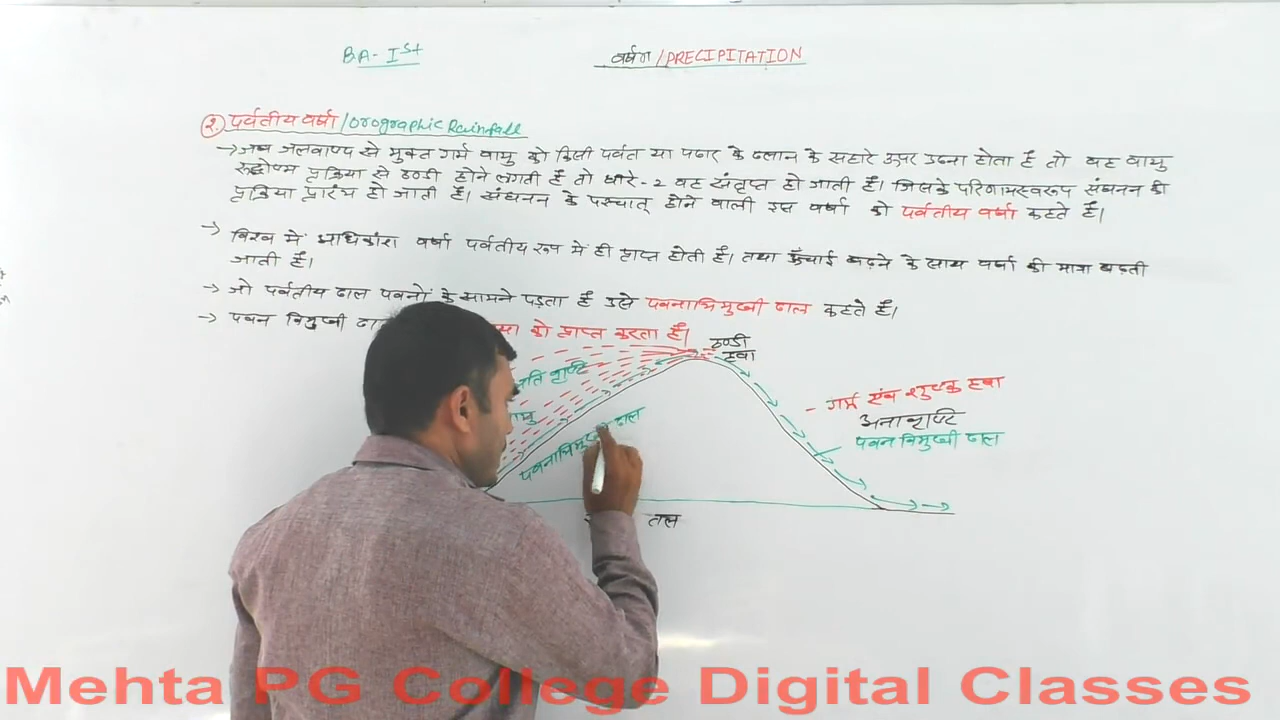 BA-Ist
वर्षण/PRECIPITATION
२. पर्वतीय वर्षा/Orographic Rainfall
→ जब जलवाष्प से मुक्त गर्म वायु को किसी पर्वत या पठार के ढलान के सहारे ऊपर उठना होता है तो वह वायु
रूद्धोष्म प्रक्रिया से ठण्डी होने लगती है तो धीरे-2 वह संतृप्त हो जाती है। जिसके परिणामस्वरूप संघनन की
प्रक्रिया प्रारंभ हो जाती है। संघनन के पश्चात् होने वाली इस वर्षा को पर्वतीय वर्षा कहते हैं।
→ विश्व में अधिकांश वर्षा पर्वतीय रूप में ही प्राप्त होती है। तथा ऊँचाई बढ़ने के साथ वर्षा की मात्रा बढ़ती
जाती है।
→ जो पर्वतीय ढाल पवनों के सामने पड़ता है उसे पवनाभिमुखी ढाल कहते हैं।
→ पवन विमुखी को प्राप्त करता है।
ठण्डी
हवा
गर्म एंव शुष्क हवा
अनावृष्टि
पवन विमुखी ढाल
पवनाभिमुखी ढाल
तल
Mehta PG College Digital Classes